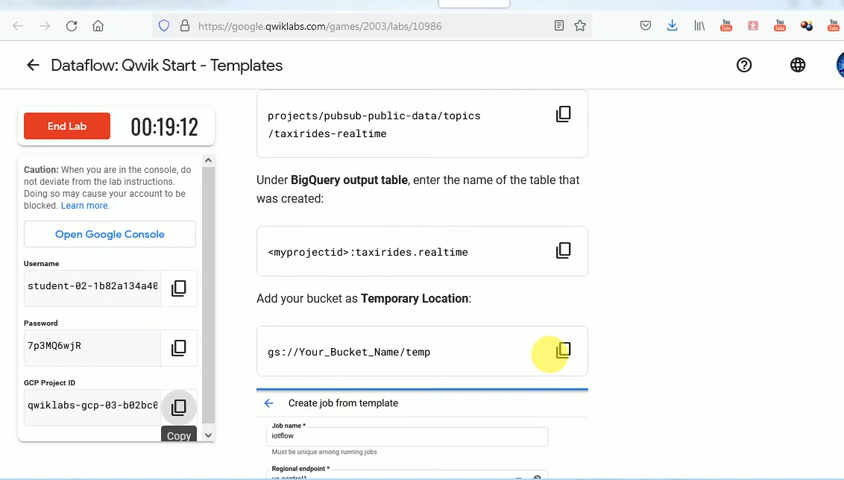 https://google.qwiklabs.com/games/2003/labs/10986
Dataflow: Qwik Start - Templates
End Lab
00:19:12
Caution: When you are in the console, do
not deviate from the lab instructions.
Doing so may cause your account to be
blocked. Learn more.
Open Google Console
Username
student-02-1b82a134a40
Password
7p3MQ6wjR
GCP Project ID
qwiklabs-gcp-03-b02bc0
Copy
projects/pubsub-public-data/topics
/taxirides-realtime
Under BigQuery output table, enter the name of the table that
was created:
<myprojectid>:taxirides.realtime
Add your bucket as Temporary Location:
gs://Your_Bucket_Name/temp
Create job from template
Job name *
iotflow
Must be unique among running jobs
Regional endpoint *